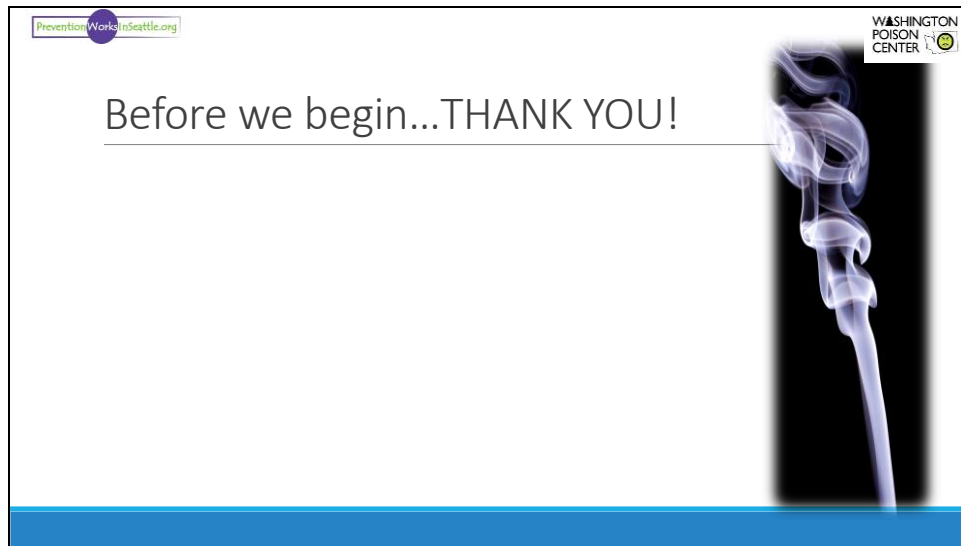 PreventionWorksInSeattle.org
WASHINGTON
POISON
CENTER
Before we begin...THANK YOU!